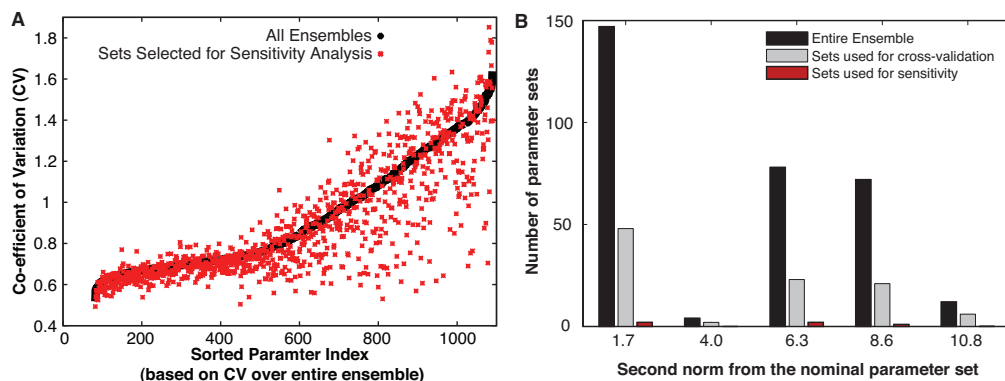 A
1.8
1.6
1.4
1.2
1.0
0.8
0.6
0.4
0
200
400
600
800
1000
Co-efficient of Variation (CV)
All Ensembles
Sets Selected for Sensitivity Analysis
Sorted Paramter Index
(based on CV over entire ensemble)
B
150
100
50
0
Number of parameter sets
Entire Ensemble
Sets used for cross-validation
Sets used for sensitivity
1.7
4.0
6.3
8.6
10.8
Second norm from the nominal parameter set